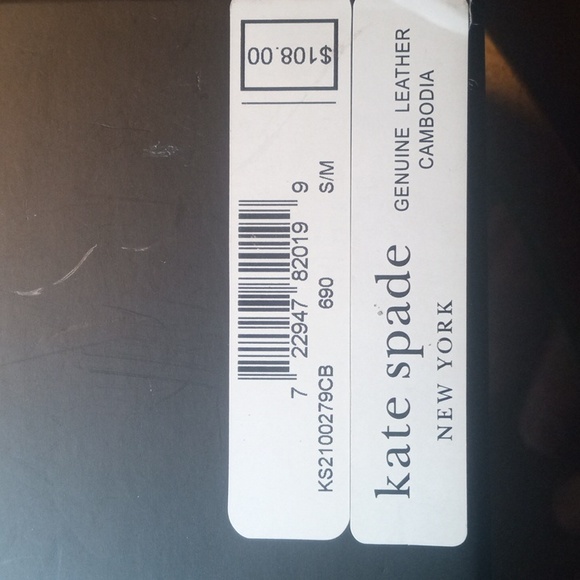 $108.00
7 22947 82019 9
KS2100279CB 690 S/M
kate spade
NEW YORK
GENUINE LEATHER
CAMBODIA